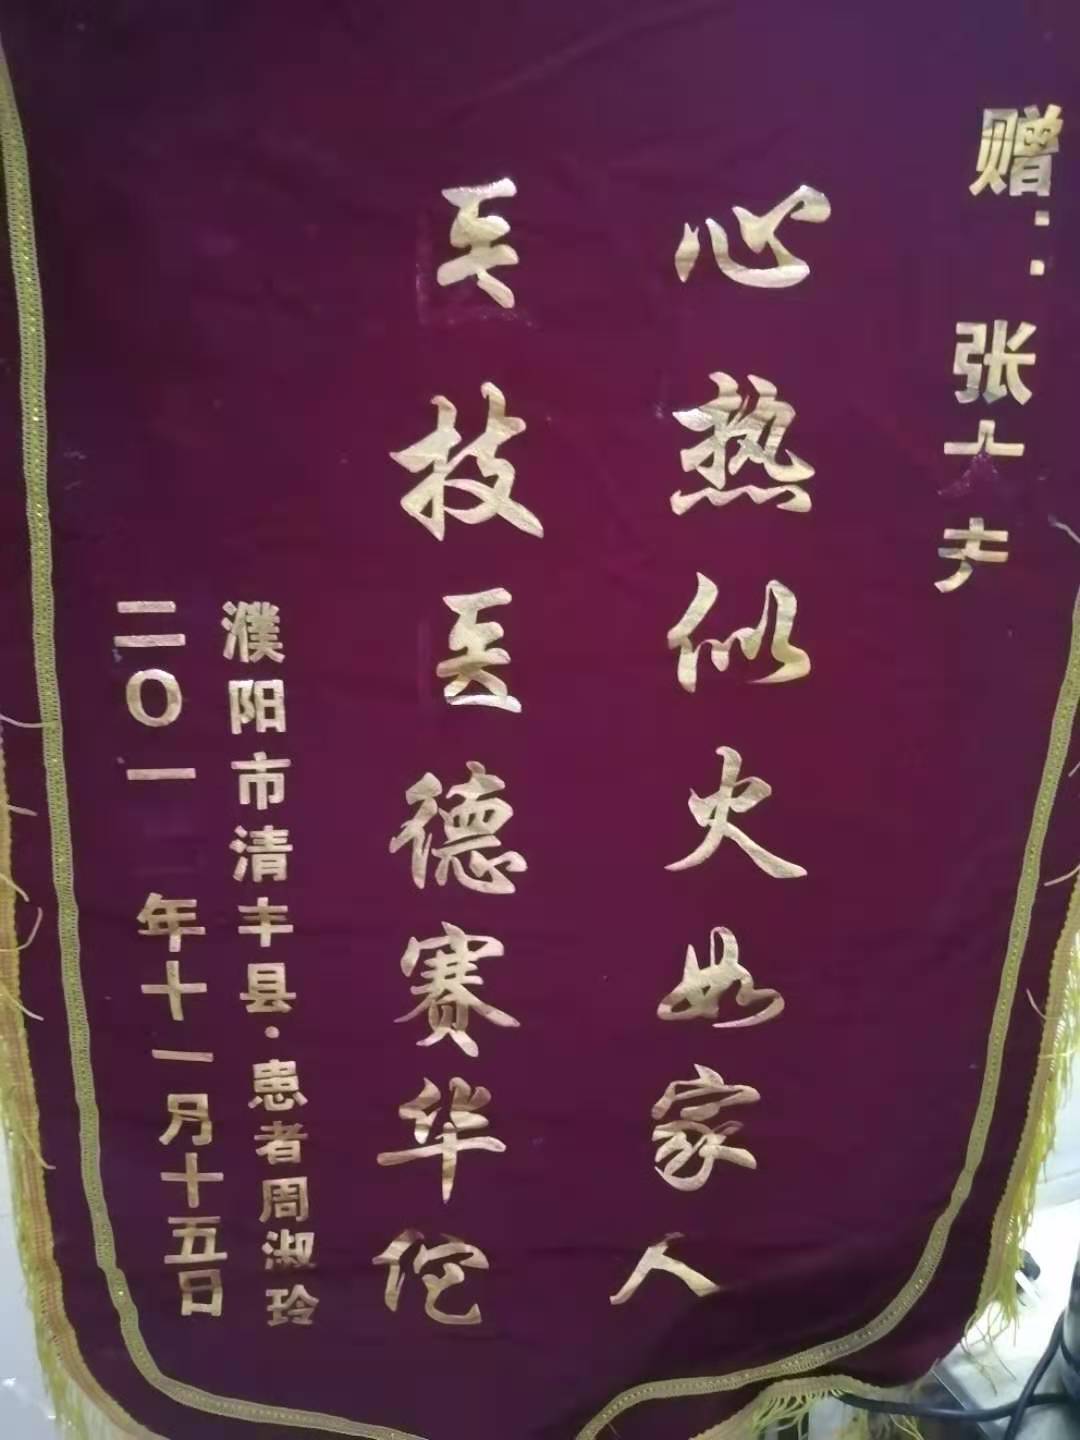 赠：张大夫
心热似火如家人
医技医德赛华佗
濮阳市清丰县·患者周淑玲
二〇一 年十一月十五日